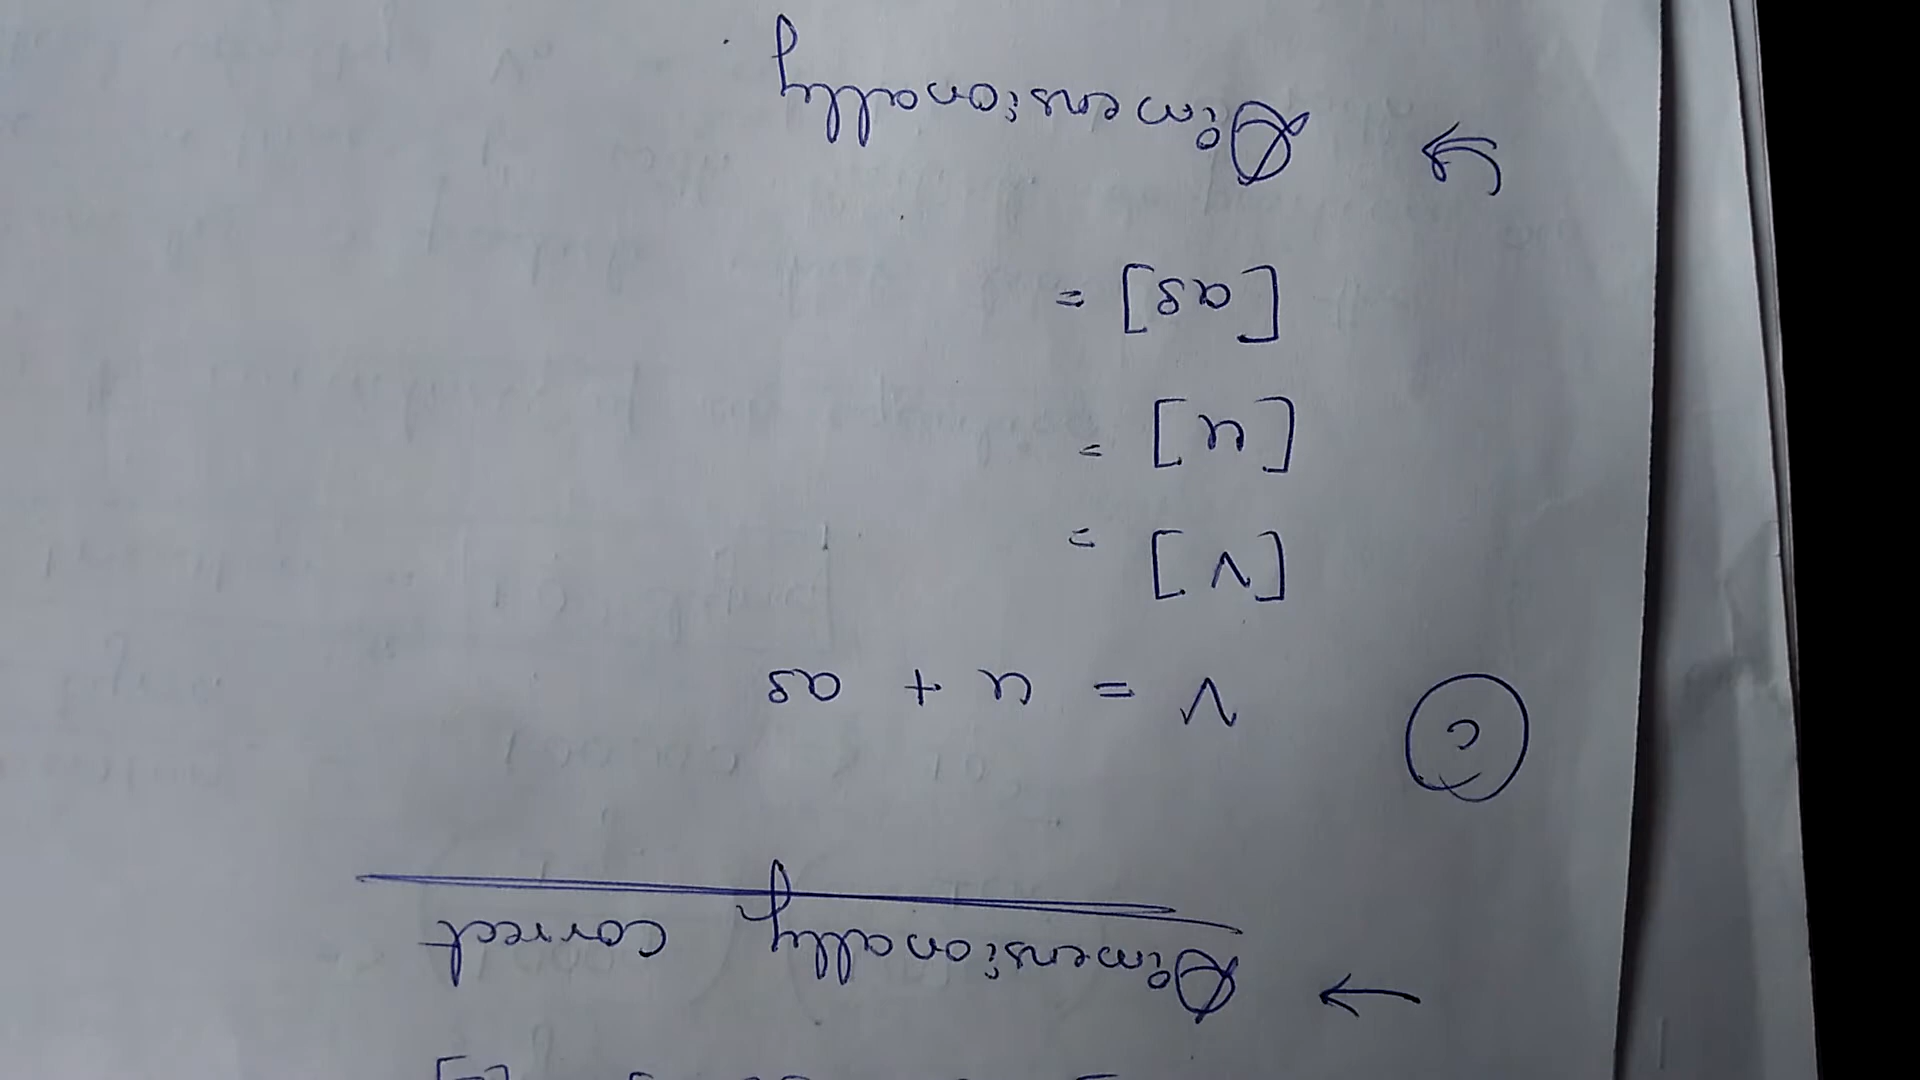 → Dimensionally correct
c v = u + as
[v] =
[u] =
[as] =
↳ Dimensionally